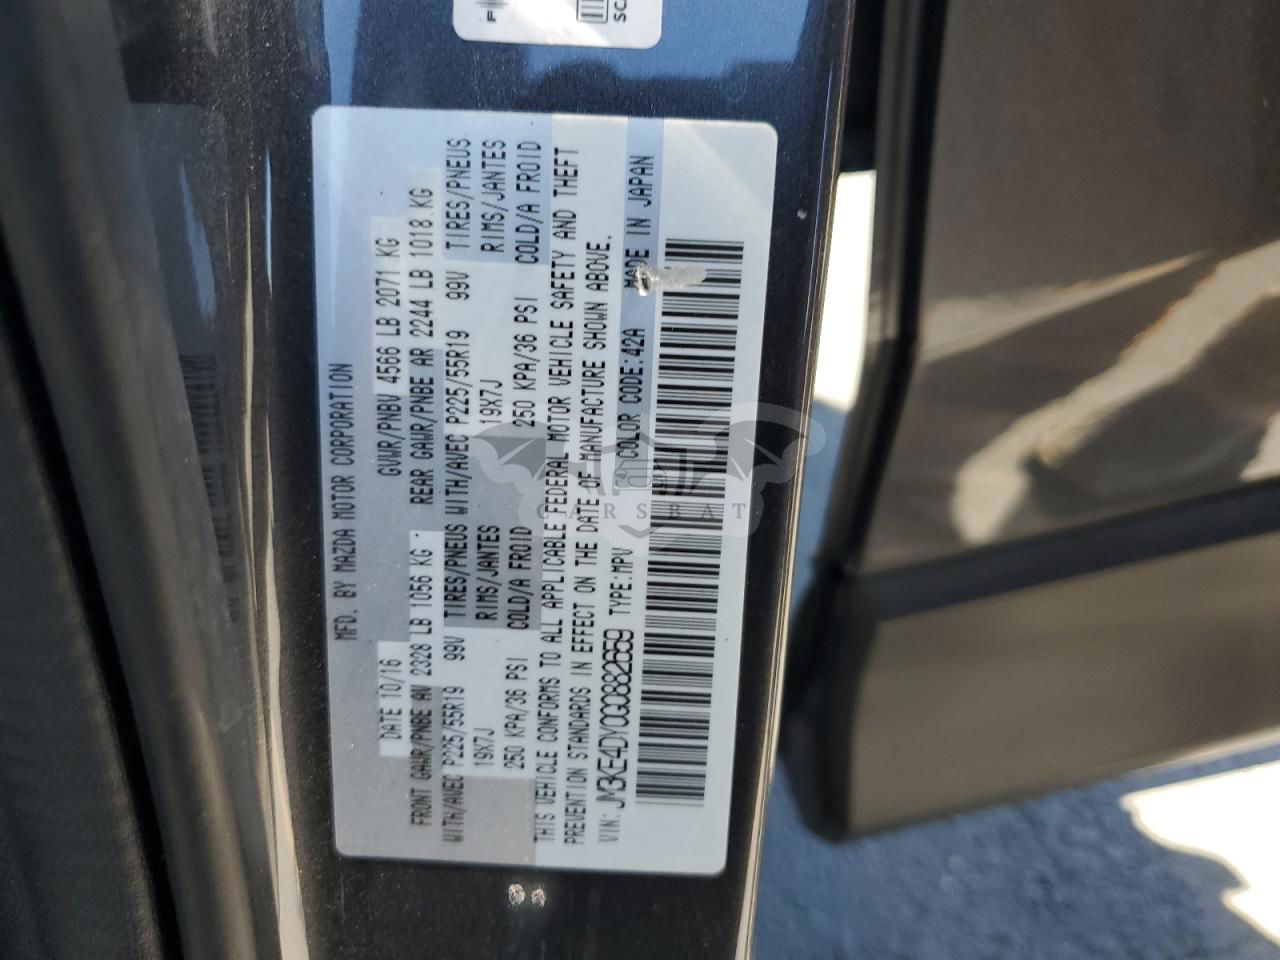 MFD. BY MAZDA MOTOR CORPORATION
DATE 10/16 GVWR/PNBV 4566 LB 2071 KG
FRONT GAWR/PNBE AV 2328 LB 1056 KG REAR GAWR/PNBE AR 2244 LB 1018 KG
WITH/AVEC P225/55R19 99V TIRES/PNEUS WITH/AVEC P225/55R19 99V TIRES/PNEUS
19X7J RIMS/JANTES 19X7J RIMS/JANTES
250 KPA/36 PSI COLD/A FROID 250 KPA/36 PSI COLD/A FROID
THIS VEHICLE CONFORMS TO ALL APPLICABLE FEDERAL MOTOR VEHICLE SAFETY AND THEFT
PREVENTION STANDARDS IN EFFECT ON THE DATE OF MANUFACTURE SHOWN ABOVE.
VIN: JM3KE4DY0G0882659 TYPE:MPV COLOR CODE:42A MADE IN JAPAN
CARSBAT